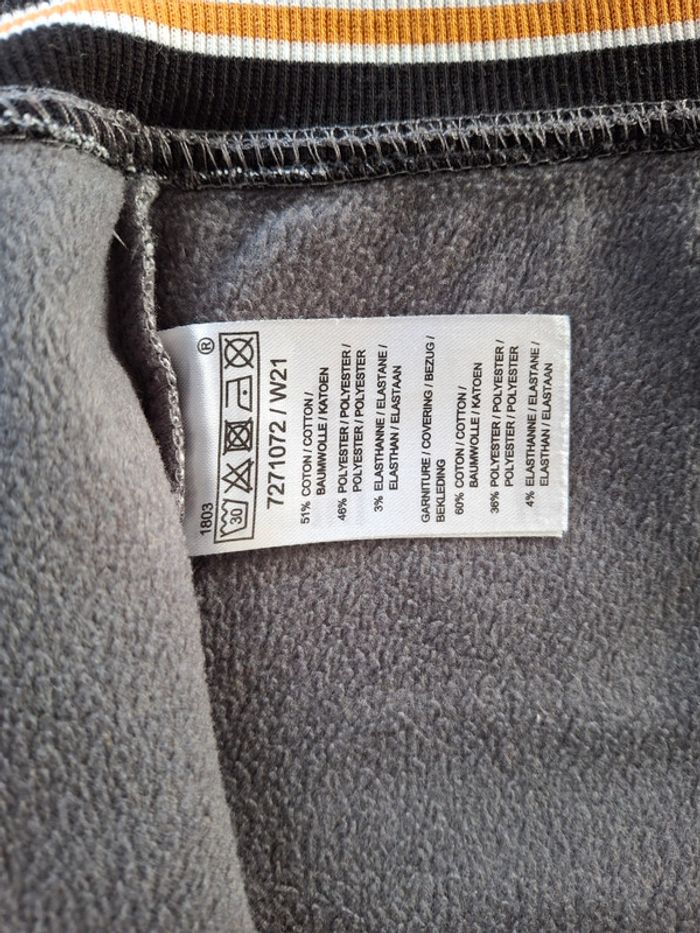 ®
1803
30
7271072 / W21
51% COTON / COTTON /
BAUMWOLLE / KATOEN
46% POLYESTER / POLYESTER /
POLYESTER / POLYESTER
3% ELASTHANNE / ELASTANE /
ELASTHAN / ELASTAAN
GARNITURE / COVERING / BEZUG /
BEKLEDING
60% COTON / COTTON /
BAUMWOLLE / KATOEN
36% POLYESTER / POLYESTER /
POLYESTER / POLYESTER
4% ELASTHANNE / ELASTANE /
ELASTHAN / ELASTAAN